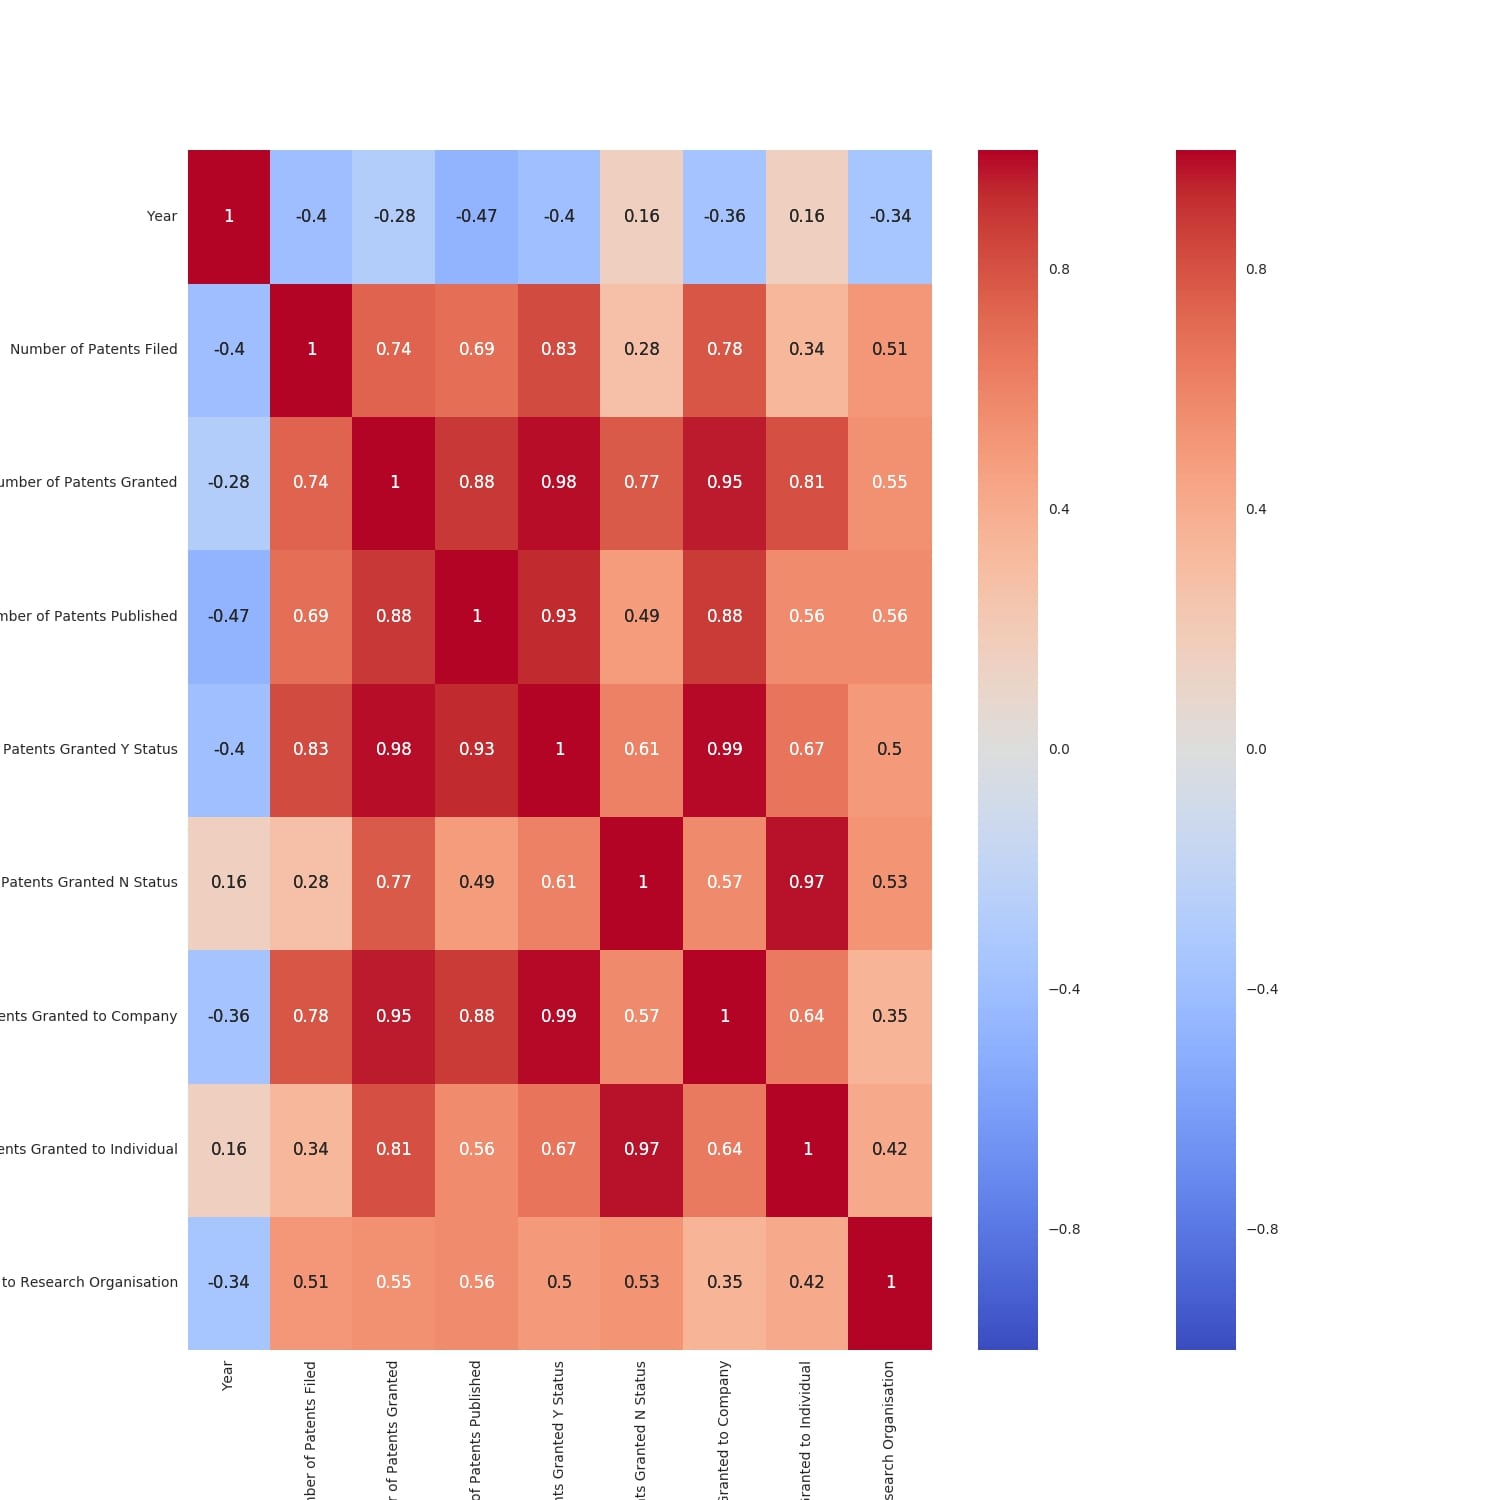 Year 1 -0.4 -0.28 -0.47 -0.4 0.16 -0.36 0.16 -0.34
Number of Patents Filed -0.4 1 0.74 0.69 0.83 0.28 0.78 0.34 0.51
umber of Patents Granted -0.28 0.74 1 0.88 0.98 0.77 0.95 0.81 0.55
mber of Patents Published -0.47 0.69 0.88 1 0.93 0.49 0.88 0.56 0.56
Patents Granted Y Status -0.4 0.83 0.98 0.93 1 0.61 0.99 0.67 0.5
Patents Granted N Status 0.16 0.28 0.77 0.49 0.61 1 0.57 0.97 0.53
ents Granted to Company -0.36 0.78 0.95 0.88 0.99 0.57 1 0.64 0.35
ents Granted to Individual 0.16 0.34 0.81 0.56 0.67 0.97 0.64 1 0.42
to Research Organisation -0.34 0.51 0.55 0.56 0.5 0.53 0.35 0.42 1
Year
mber of Patents Filed
r of Patents Granted
of Patents Published
nts Granted Y Status
nts Granted N Status
Granted to Company
Granted to Individual
search Organisation
0.8
0.4
0.0
−0.4
−0.8
0.8
0.4
0.0
−0.4
−0.8